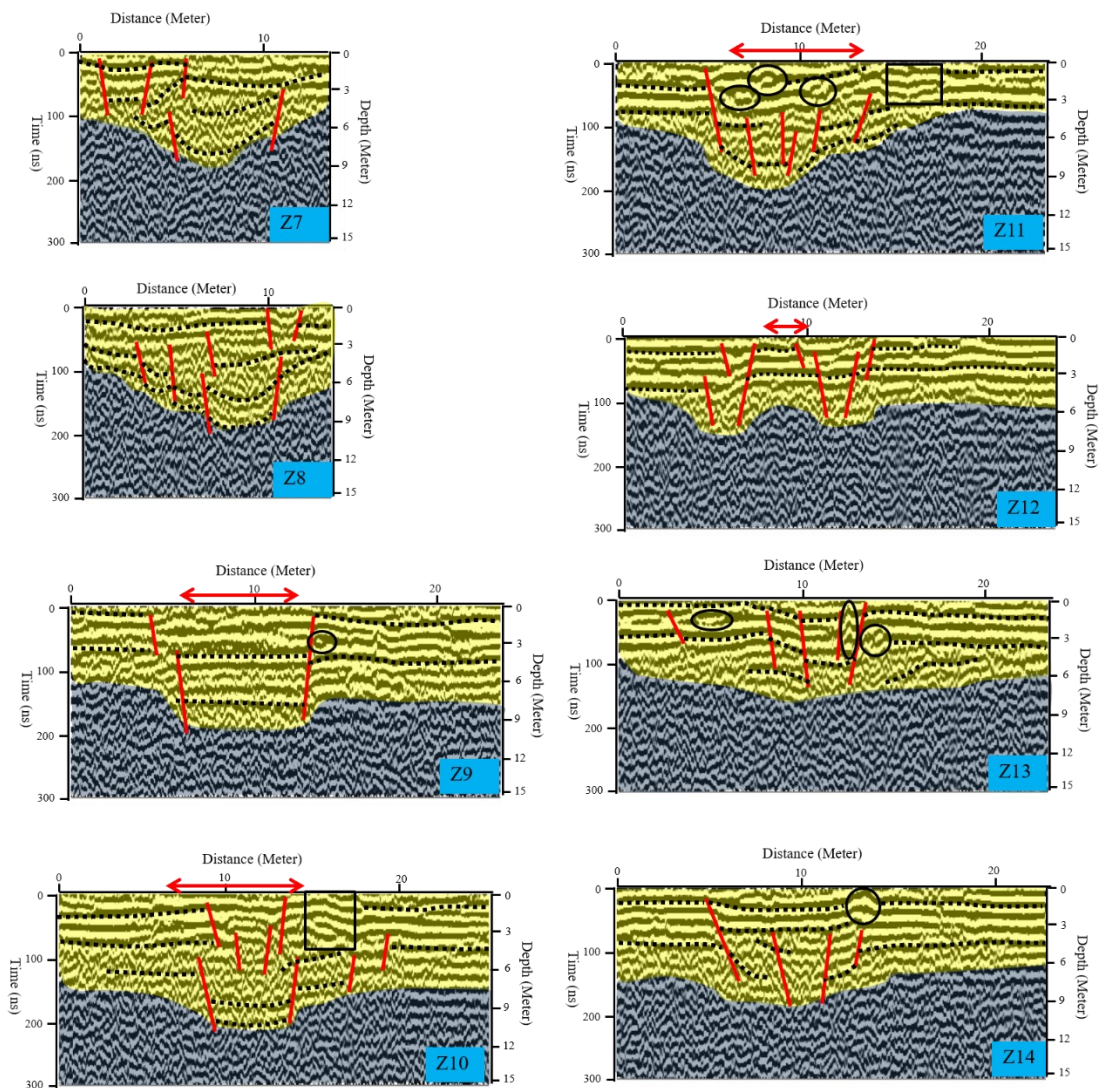 Distance (Meter)
0 10
0 100 200 300
Time (ns)
0 3 6 9 12 15
Depth (Meter)
Z7
Distance (Meter)
0 10
0 100 200 300
Time (ns)
0 3 6 9 12 15
Depth (Meter)
Z8
Distance (Meter)
0 10 20
0 100 200 300
Time (ns)
0 3 6 9 12 15
Depth (Meter)
Z9
Distance (Meter)
0 10 20
0 100 200 300
Time (ns)
0 3 6 9 12 15
Depth (Meter)
Z10
Distance (Meter)
0 10 20
0 100 200 300
Time (ns)
0 3 6 9 12 15
Depth (Meter)
Z11
Distance (Meter)
0 10 20
0 100 200 300
Time (ns)
0 3 6 9 12 15
Depth (Meter)
Z12
Distance (Meter)
0 10 20
0 100 200 300
Time (ns)
0 3 6 9 12 15
Depth (Meter)
Z13
Distance (Meter)
0 10 20
0 100 200 300
Time (ns)
0 3 6 9 12 15
Depth (Meter)
Z14